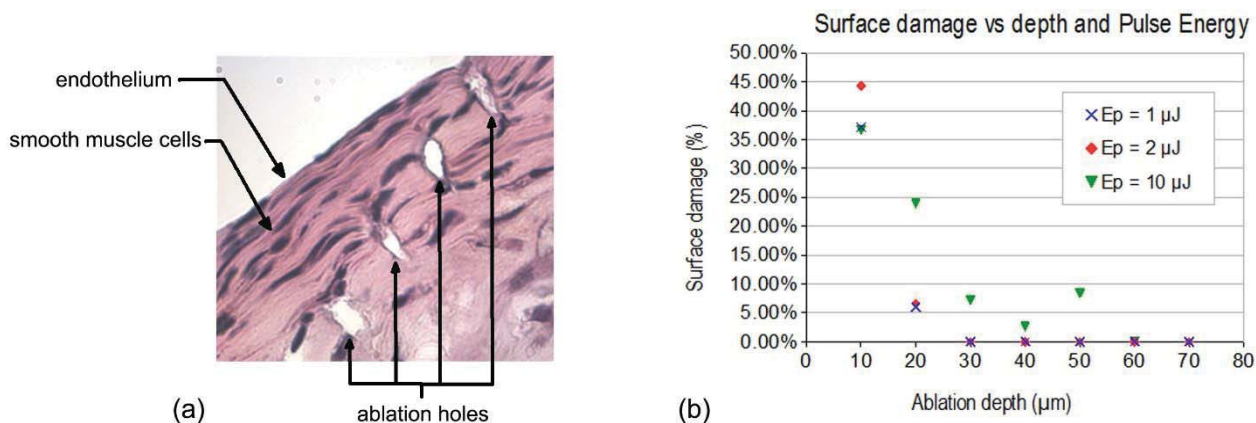 endothelium
smooth muscle cells
ablation holes
(a)
Surface damage vs depth and Pulse Energy
50.00%
45.00%
40.00%
35.00%
30.00%
25.00%
20.00%
15.00%
10.00%
5.00%
0.00%
Surface damage (%)
Ep = 1 µJ
Ep = 2 µJ
Ep = 10 µJ
0 10 20 30 40 50 60 70 80
Ablation depth (µm)
(b)